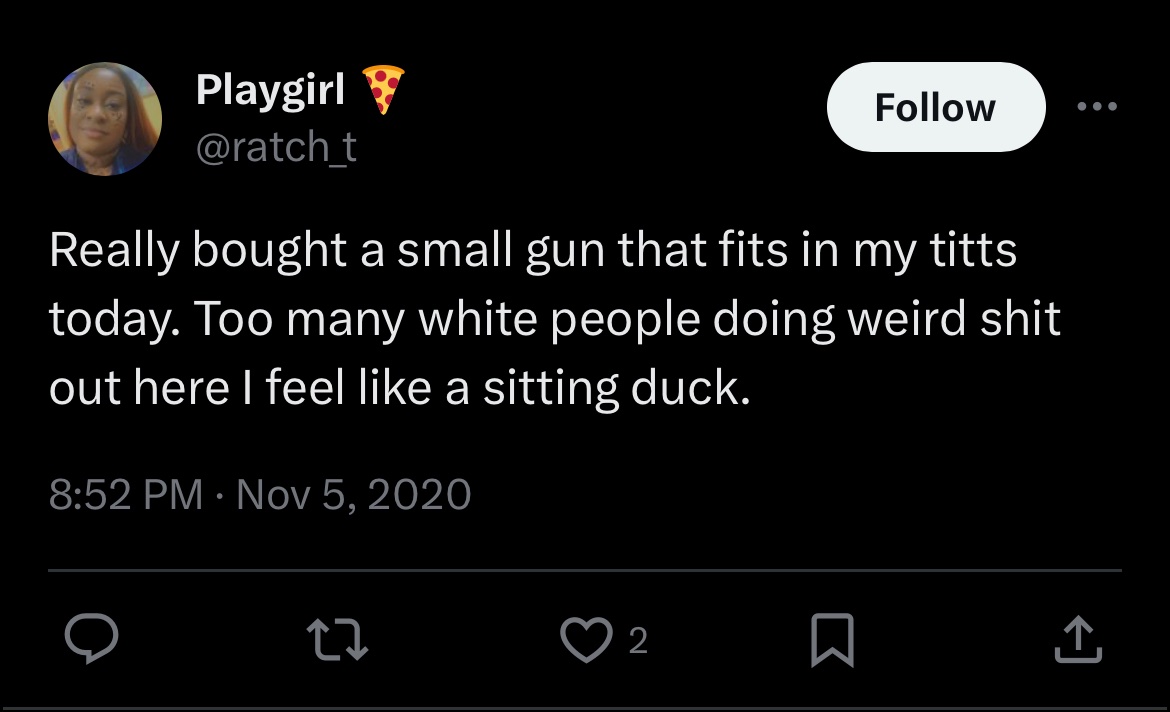 Playgirl 🍕
@ratch_t
Follow
Really bought a small gun that fits in my titts
today. Too many white people doing weird shit
out here I feel like a sitting duck.
8:52 PM · Nov 5, 2020
2